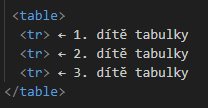 <table>
<tr> ← 1. dítě tabulky
<tr> ← 2. dítě tabulky
<tr> ← 3. dítě tabulky
</table>